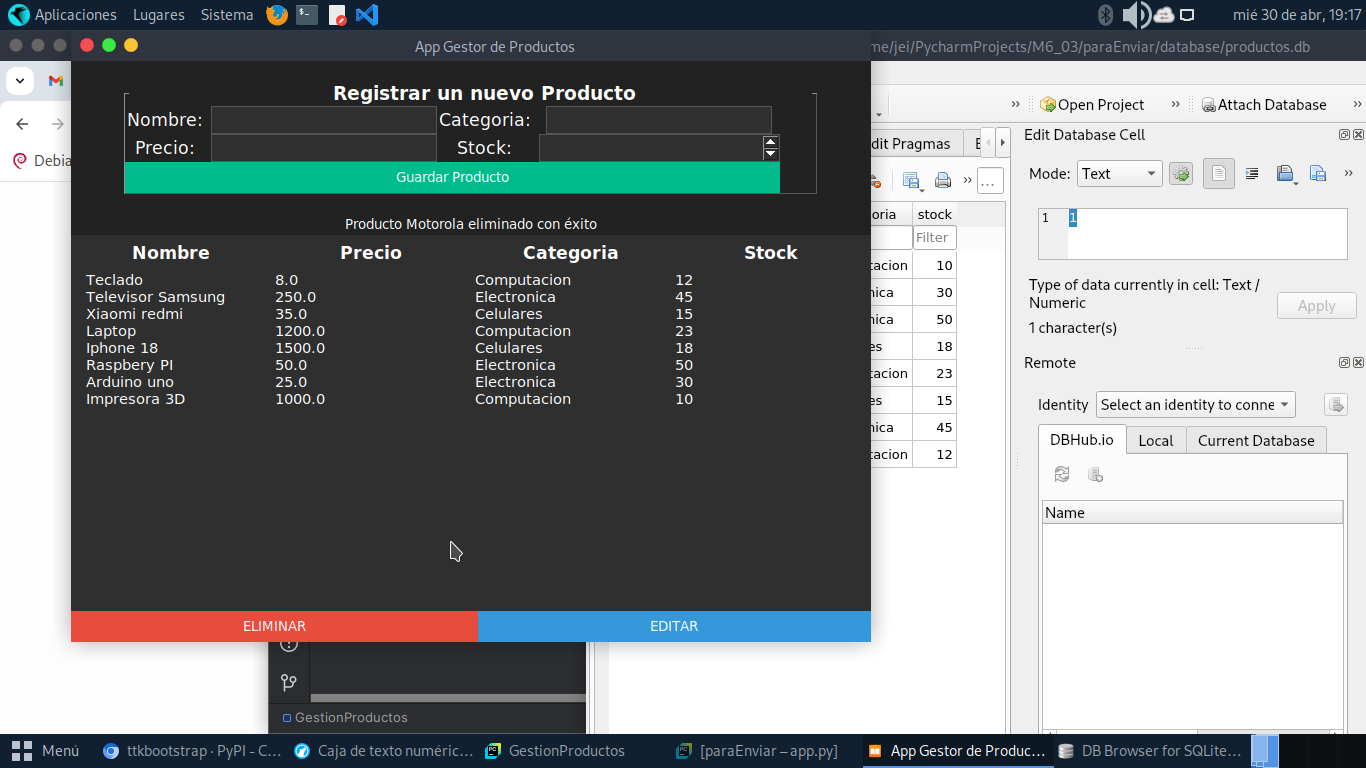 Aplicaciones Lugares Sistema mié 30 de abr, 19:17
App Gestor de Productos
me/jei/PycharmProjects/M6_03/paraEnviar/database/productos.db
Registrar un nuevo Producto
Nombre: Categoria:
Precio: Stock:
Guardar Producto
Producto Motorola eliminado con éxito
Nombre Precio Categoria Stock
Teclado 8.0 Computacion 12
Televisor Samsung 250.0 Electronica 45
Xiaomi redmi 35.0 Celulares 15
Laptop 1200.0 Computacion 23
Iphone 18 1500.0 Celulares 18
Raspbery PI 50.0 Electronica 50
Arduino uno 25.0 Electronica 30
Impresora 3D 1000.0 Computacion 10
ELIMINAR EDITAR
Debia
» Open Project » Attach Database »
dit Pragmas E
» ...
oria stock
Filter
tacion 10
nica 30
nica 50
es 18
tacion 23
es 15
nica 45
tacion 12
Edit Database Cell
Mode: Text »
1 1
Type of data currently in cell: Text /
Numeric
1 character(s)
Apply
Remote
Identity Select an identity to conne
DBHub.io Local Current Database
Name
GestionProductos
Menú ttkbootstrap · PyPI - C... Caja de texto numéric... GestionProductos [paraEnviar – app.py] App Gestor de Produc... DB Browser for SQLite...